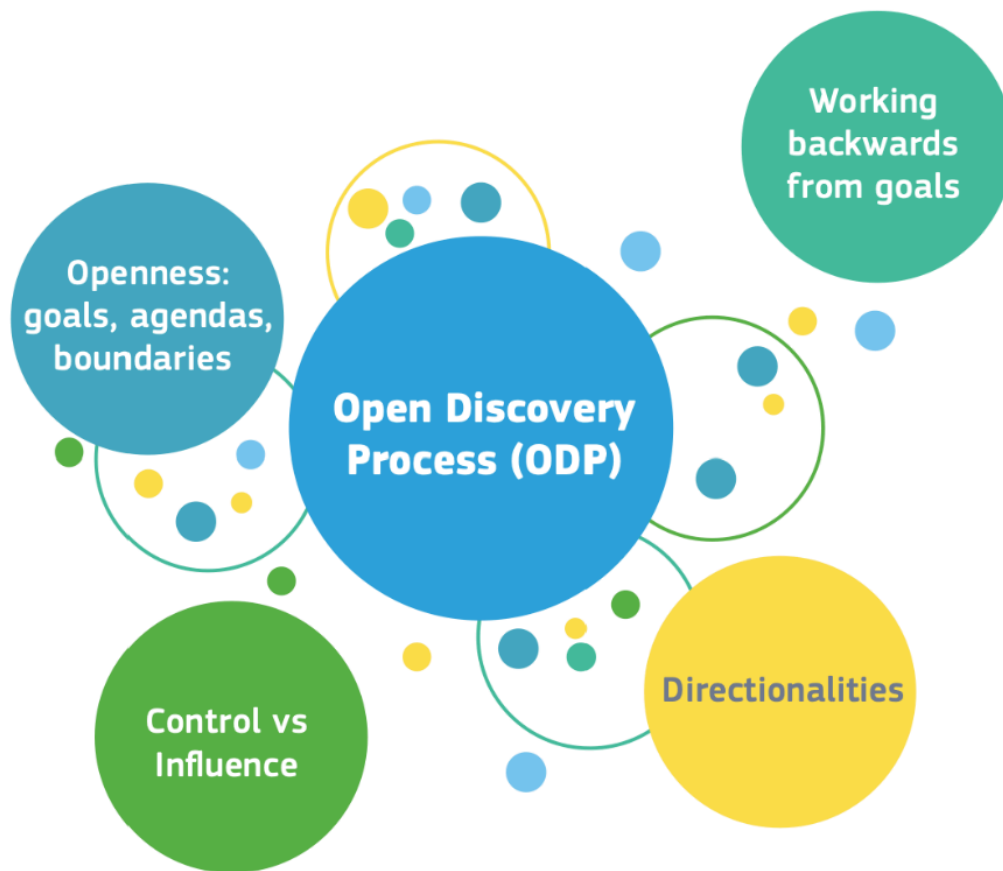 Working
backwards
from goals
Openness:
goals, agendas,
boundaries
Open Discovery
Process (ODP)
Directionalities
Control vs
Influence